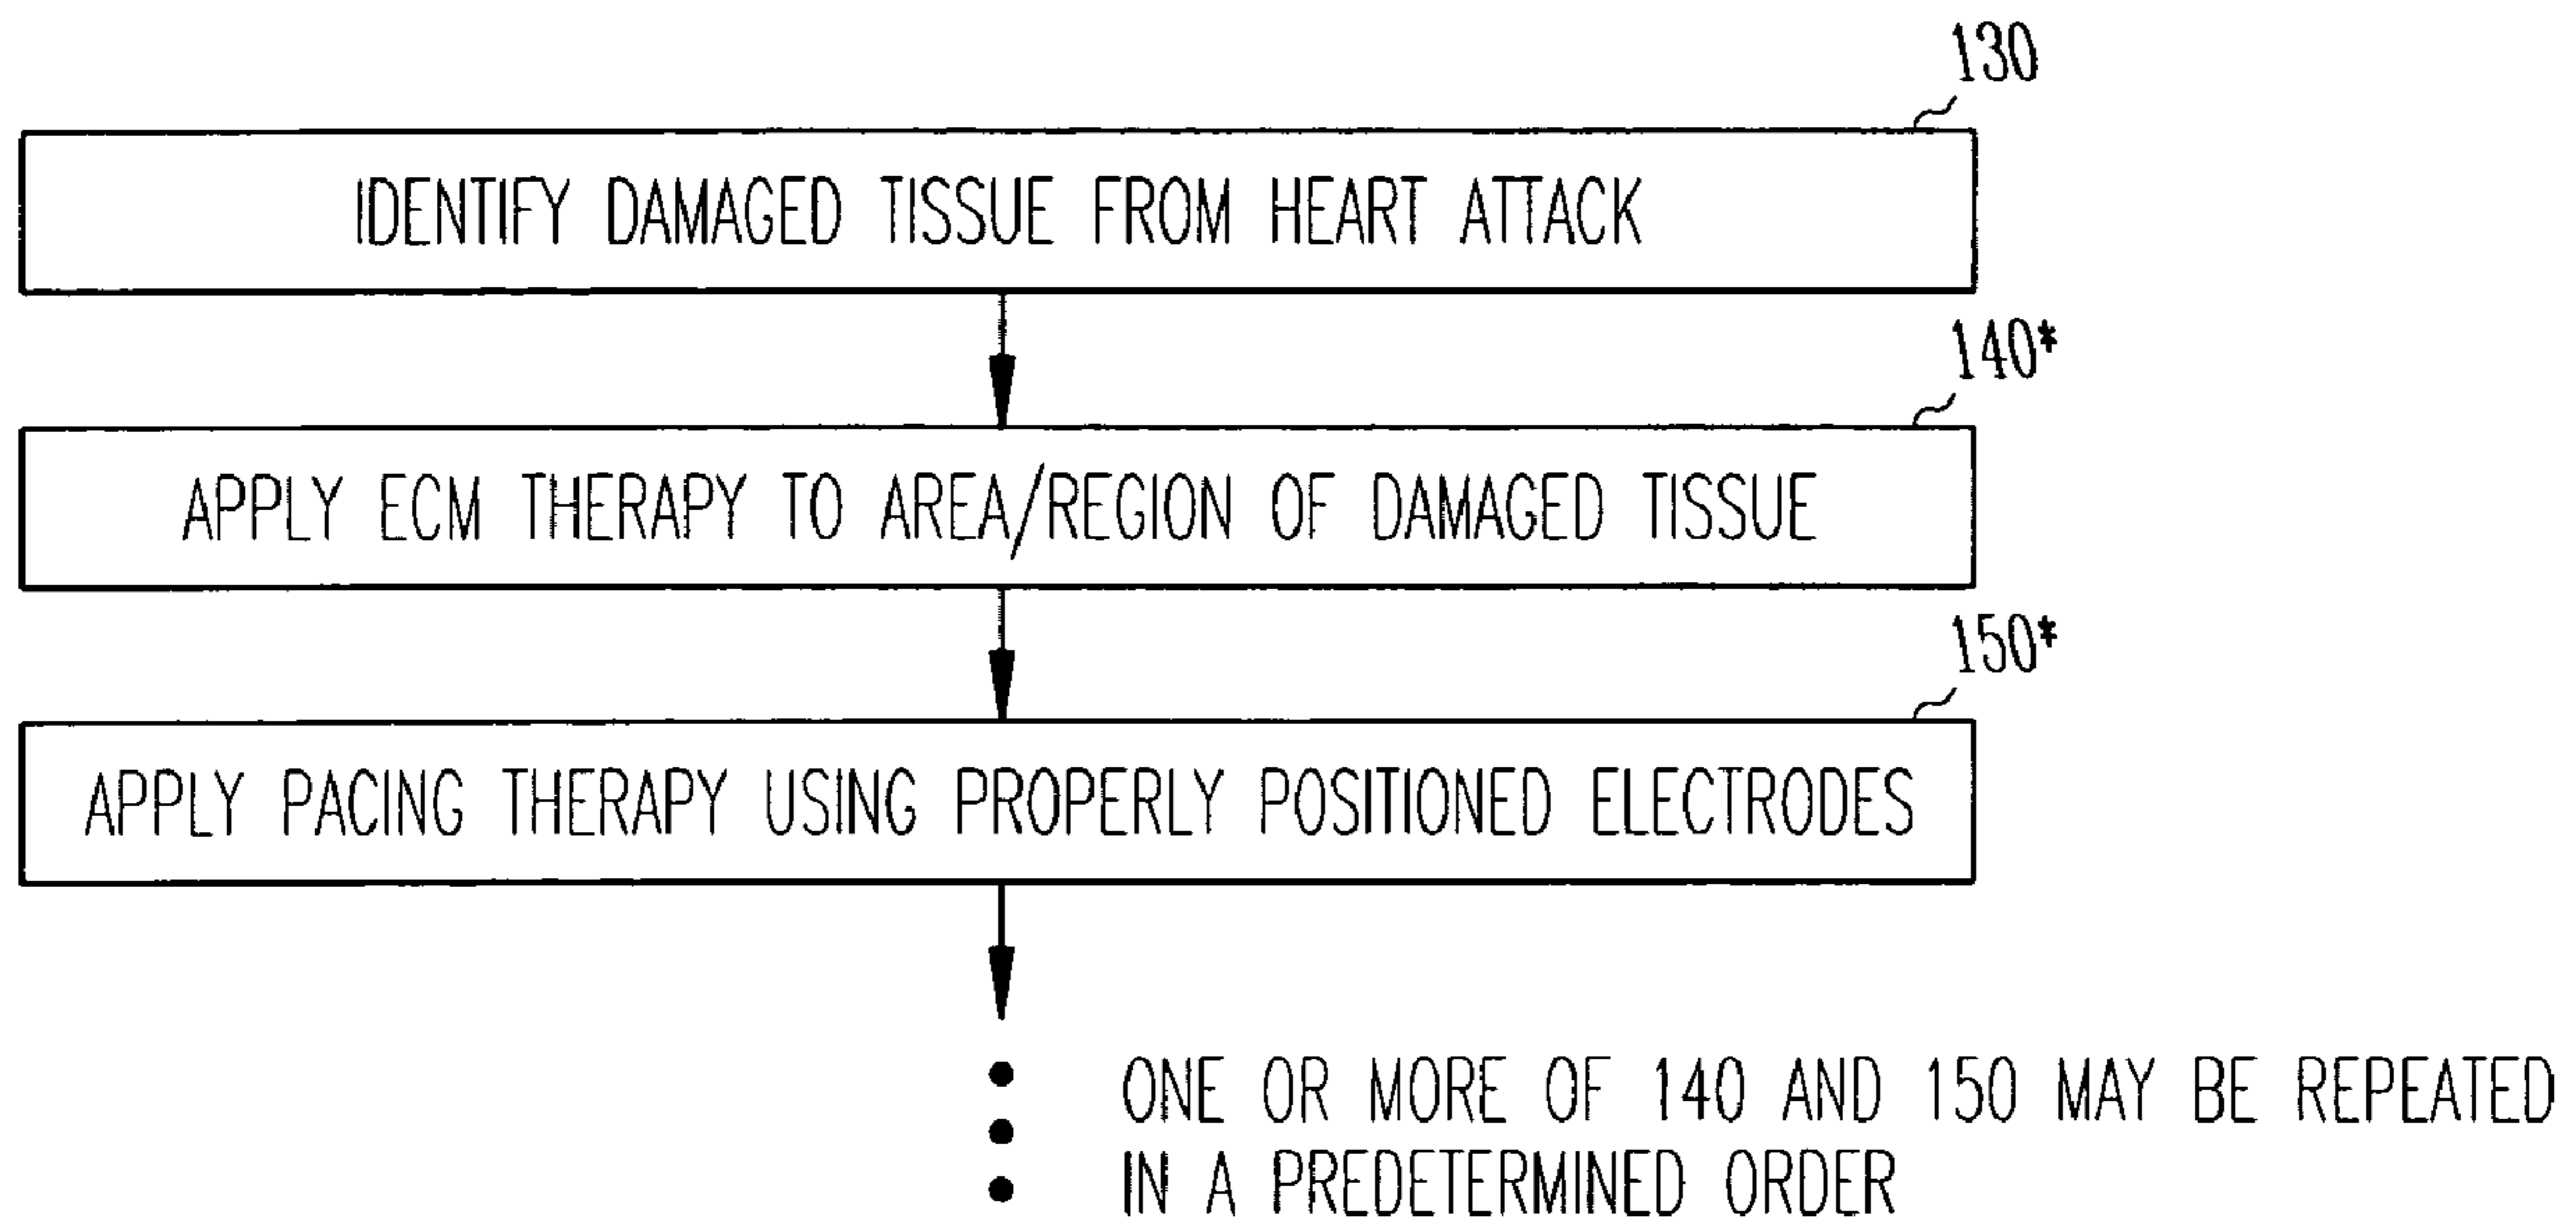 130
IDENTIFY DAMAGED TISSUE FROM HEART ATTACK
140*
APPLY ECM THERAPY TO AREA/REGION OF DAMAGED TISSUE
150*
APPLY PACING THERAPY USING PROPERLY POSITIONED ELECTRODES
ONE OR MORE OF 140 AND 150 MAY BE REPEATED
IN A PREDETERMINED ORDER